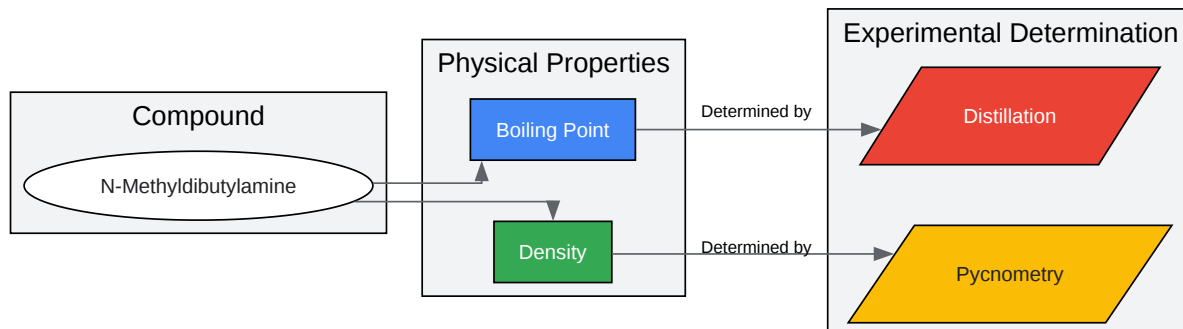 Compound
N-Methyldibutylamine
Physical Properties
Boiling Point
Density
Determined by
Determined by
Experimental Determination
Distillation
Pycnometry